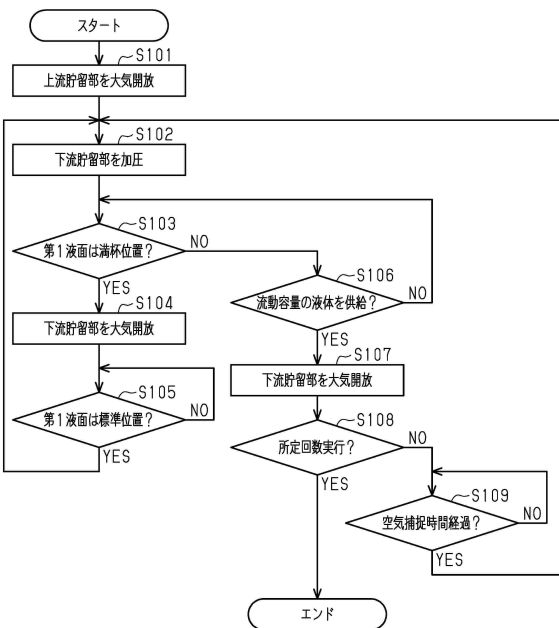 スタート
S101
上流貯留部を大気開放
S102
下流貯留部を加圧
S103
第1液面は満杯位置?
NO
YES
S106
流動容量の液体を供給?
NO
YES
S104
下流貯留部を大気開放
S107
下流貯留部を大気開放
S105
第1液面は標準位置?
NO
YES
S108
所定回数実行?
NO
YES
S109
空気捕捉時間経過?
NO
YES
エンド